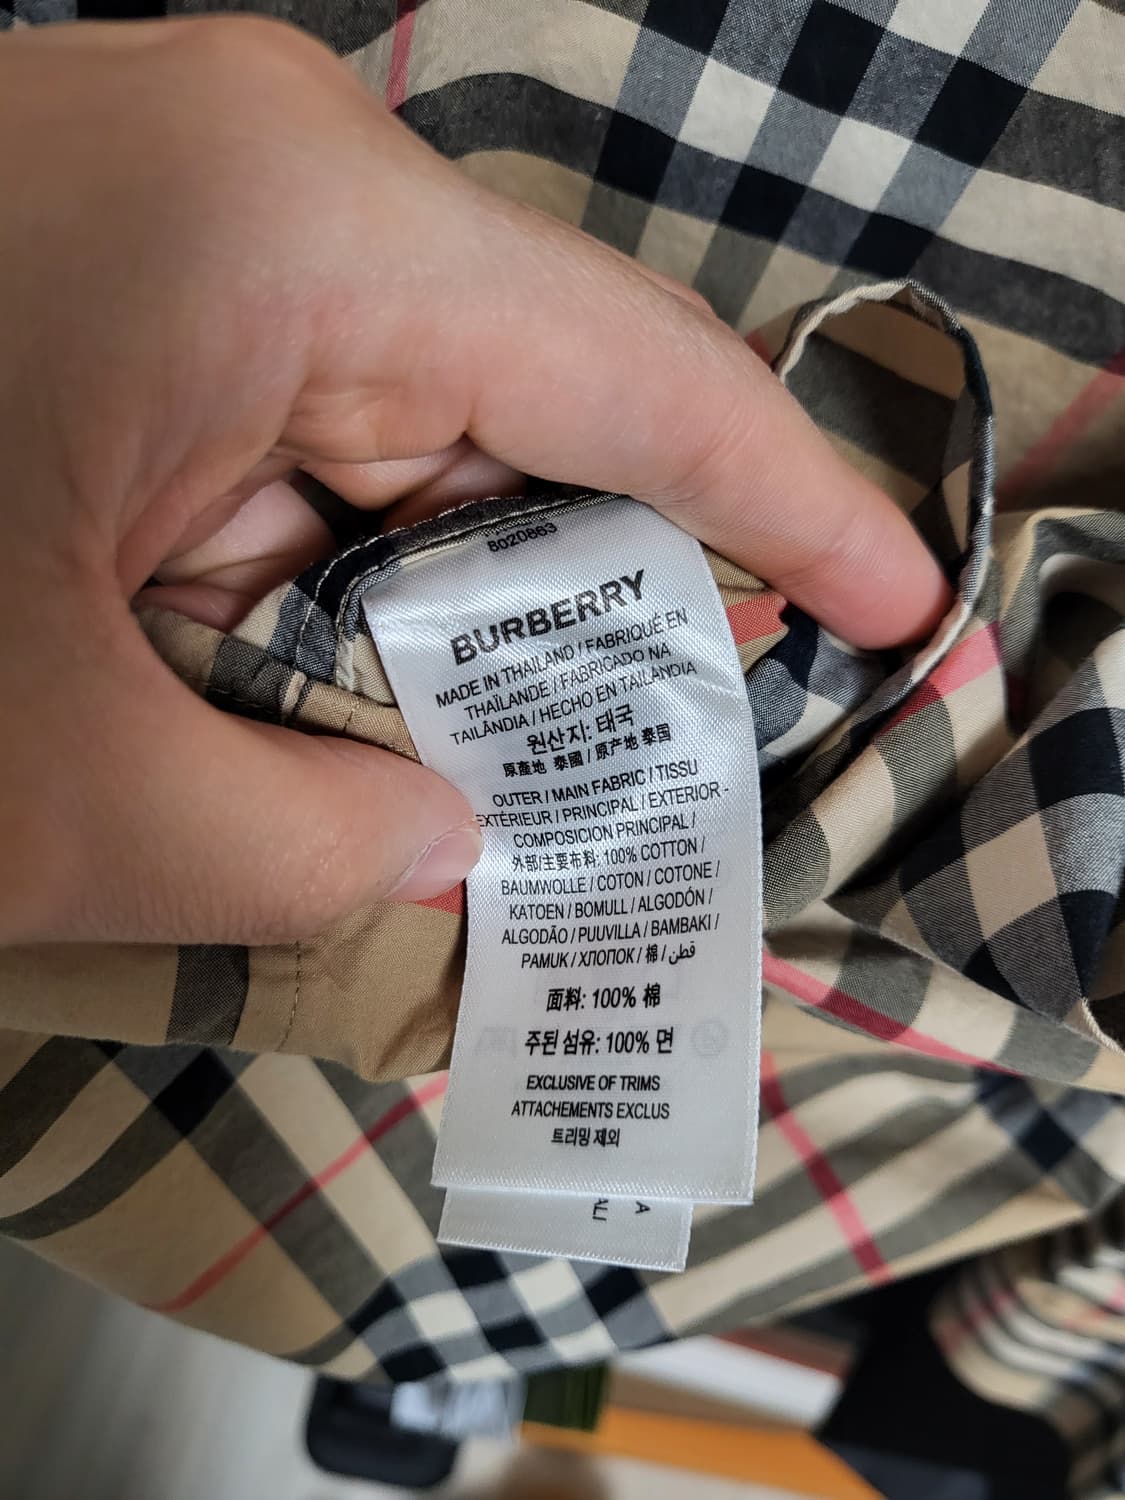 8020863
BURBERRY
MADE IN THAILAND / FABRIQUÉ EN
THAÏLANDE / FABRICADO NA
TAILÂNDIA / HECHO EN TAILANDIA
원산지: 태국
原產地 泰國 / 原产地 泰国
OUTER / MAIN FABRIC / TISSU
EXTÉRIEUR / PRINCIPAL / EXTERIOR -
COMPOSICION PRINCIPAL /
外部/主要布料: 100% COTTON /
BAUMWOLLE / COTON / COTONE /
KATOEN / BOMULL / ALGODÓN /
ALGODÃO / PUUVILLA / BAMBAKI /
PAMUK / ХЛОПОК / 棉 / قطن
面料: 100% 棉
주된 섬유: 100% 면
EXCLUSIVE OF TRIMS
ATTACHEMENTS EXCLUS
트리밍 제외